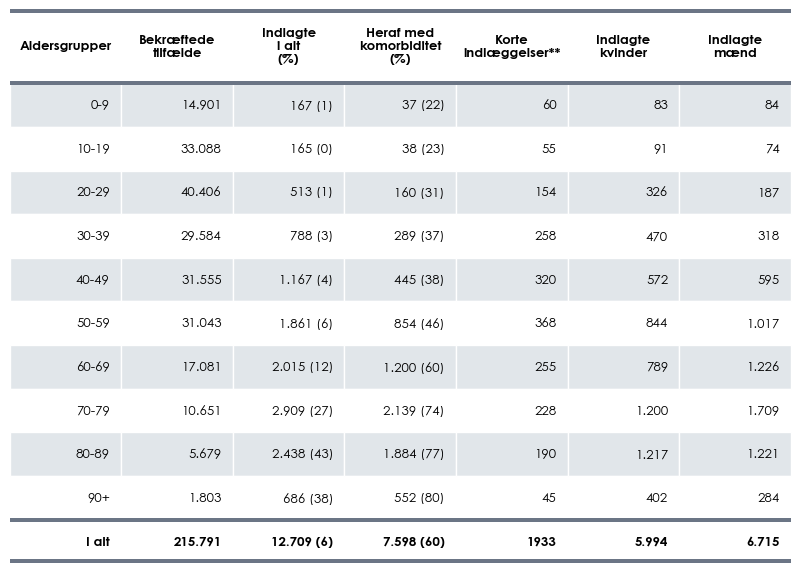 Aldersgrupper Bekræftede tilfælde Indlagte I alt (%) Heraf med komorbiditet (%) Korte indlæggelser** Indlagte kvinder Indlagte mænd
0-9 14.901 167 (1) 37 (22) 60 83 84
10-19 33.088 165 (0) 38 (23) 55 91 74
20-29 40.406 513 (1) 160 (31) 154 326 187
30-39 29.584 788 (3) 289 (37) 258 470 318
40-49 31.555 1.167 (4) 445 (38) 320 572 595
50-59 31.043 1.861 (6) 854 (46) 368 844 1.017
60-69 17.081 2.015 (12) 1.200 (60) 255 789 1.226
70-79 10.651 2.909 (27) 2.139 (74) 228 1.200 1.709
80-89 5.679 2.438 (43) 1.884 (77) 190 1.217 1.221
90+ 1.803 686 (38) 552 (80) 45 402 284
I alt 215.791 12.709 (6) 7.598 (60) 1933 5.994 6.715